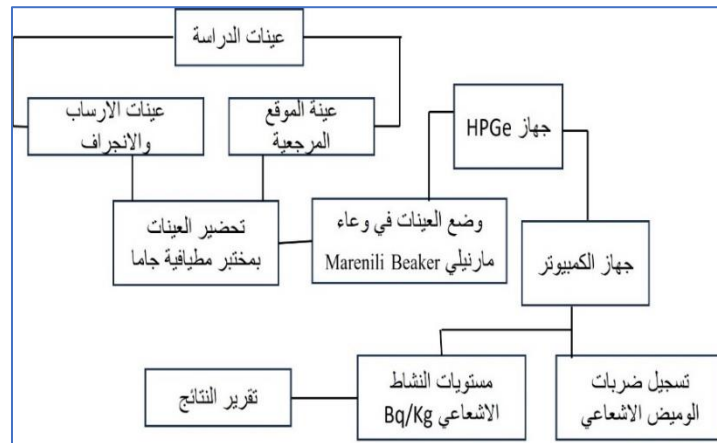 عينات الدراسة
عينة الموقع
المرجعية
عينات الارساب
والانجراف
جهاز HPGe
تحضير العينات
بمختبر مطيافية جاما
وضع العينات في وعاء
مارنيلي Marenili Beaker
جهاز الكمبيوتر
تسجيل ضربات
الوميض الاشعاعي
مستويات النشاط
الاشعاعي Bq/Kg
تقرير النتائج